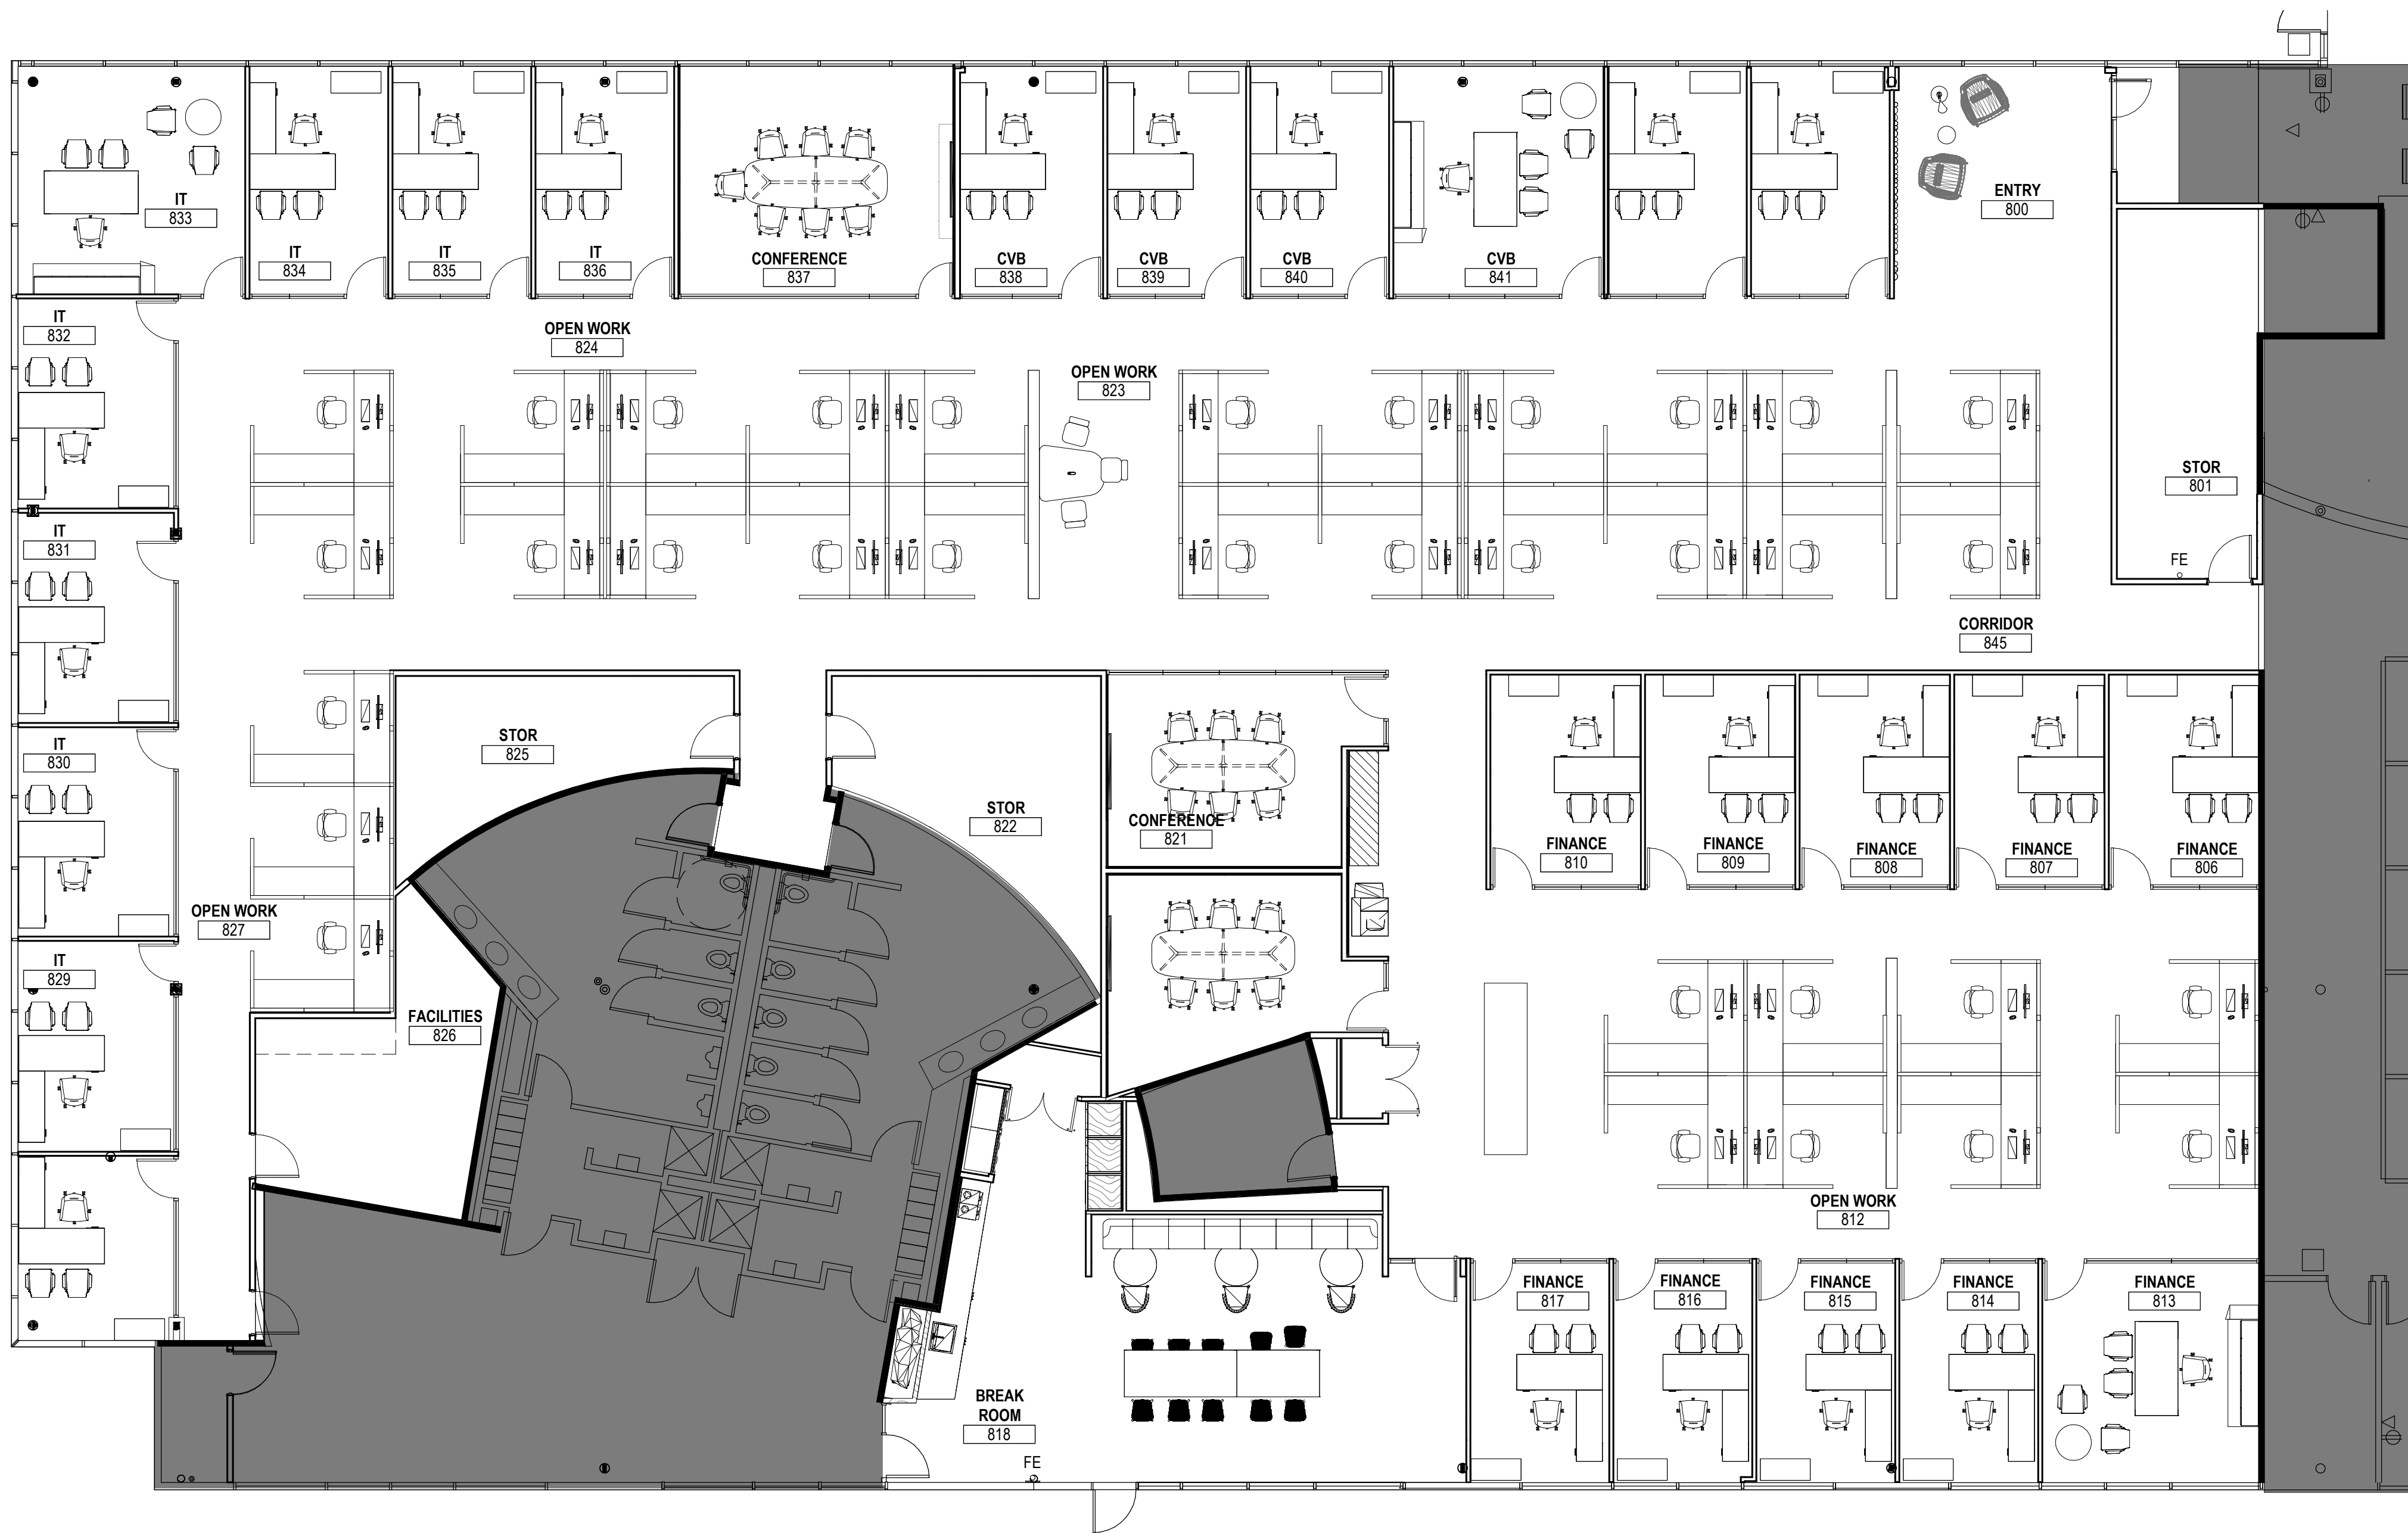 IT
833
IT
834
IT
835
IT
836
CONFERENCE
837
CVB
838
CVB
839
CVB
840
CVB
841
ENTRY
800
IT
832
OPEN WORK
824
OPEN WORK
823
STOR
801
IT
831
FE
CORRIDOR
845
IT
830
STOR
825
STOR
822
CONFERENCE
821
FINANCE
810
FINANCE
809
FINANCE
808
FINANCE
807
FINANCE
806
OPEN WORK
827
IT
829
FACILITIES
826
OPEN WORK
812
FINANCE
817
FINANCE
816
FINANCE
815
FINANCE
814
FINANCE
813
BREAK
ROOM
818
FE